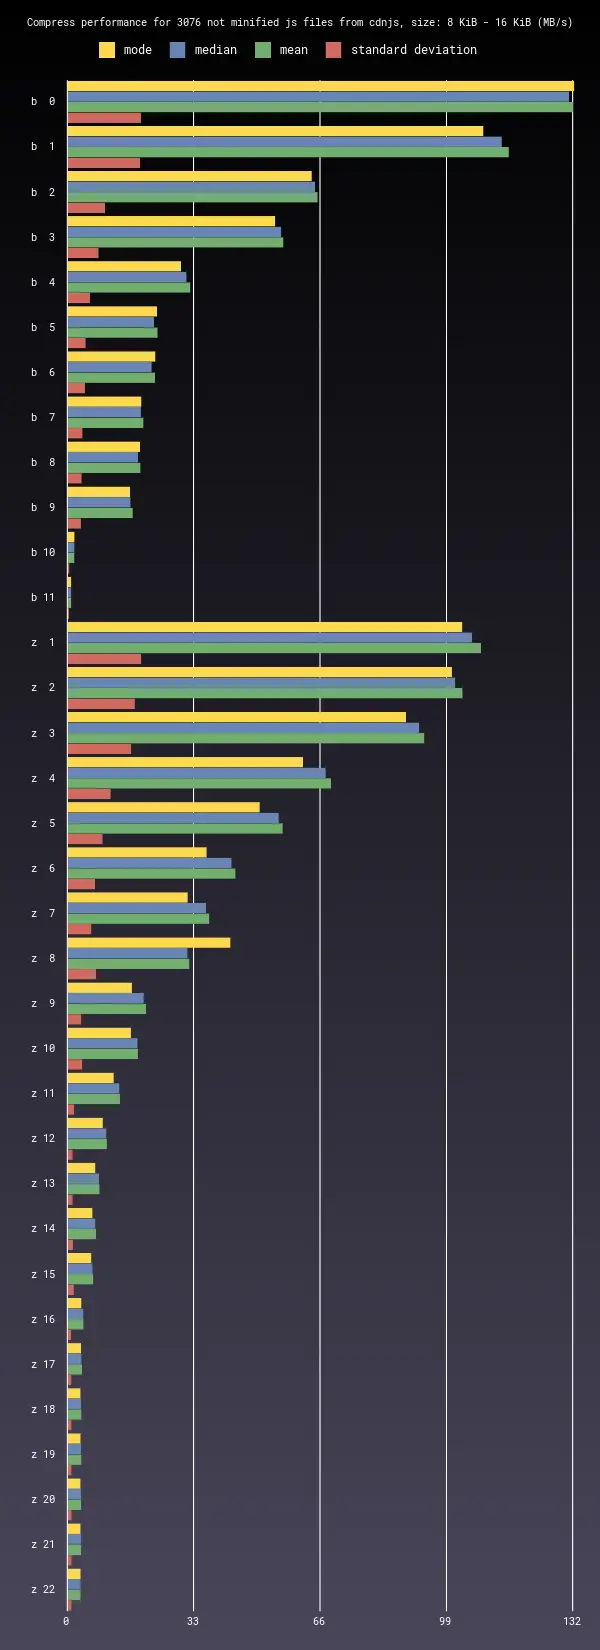 Compress performance for 3076 not minified js files from cdnjs, size: 8 KiB - 16 KiB (MB/s)
mode median mean standard deviation
b 0
b 1
b 2
b 3
b 4
b 5
b 6
b 7
b 8
b 9
b 10
b 11
z 1
z 2
z 3
z 4
z 5
z 6
z 7
z 8
z 9
z 10
z 11
z 12
z 13
z 14
z 15
z 16
z 17
z 18
z 19
z 20
z 21
z 22
0 33 66 99 132